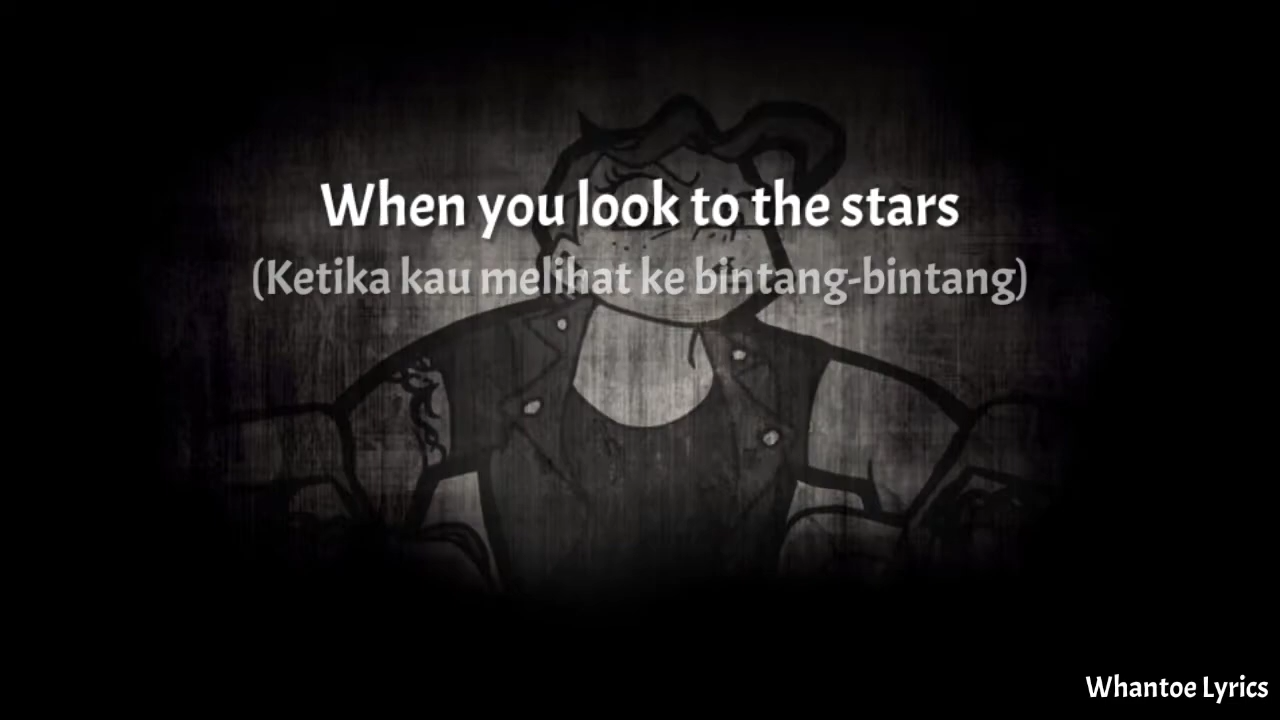 When you look to the stars
(Ketika kau melihat ke bintang-bintang)
Whantoe Lyrics